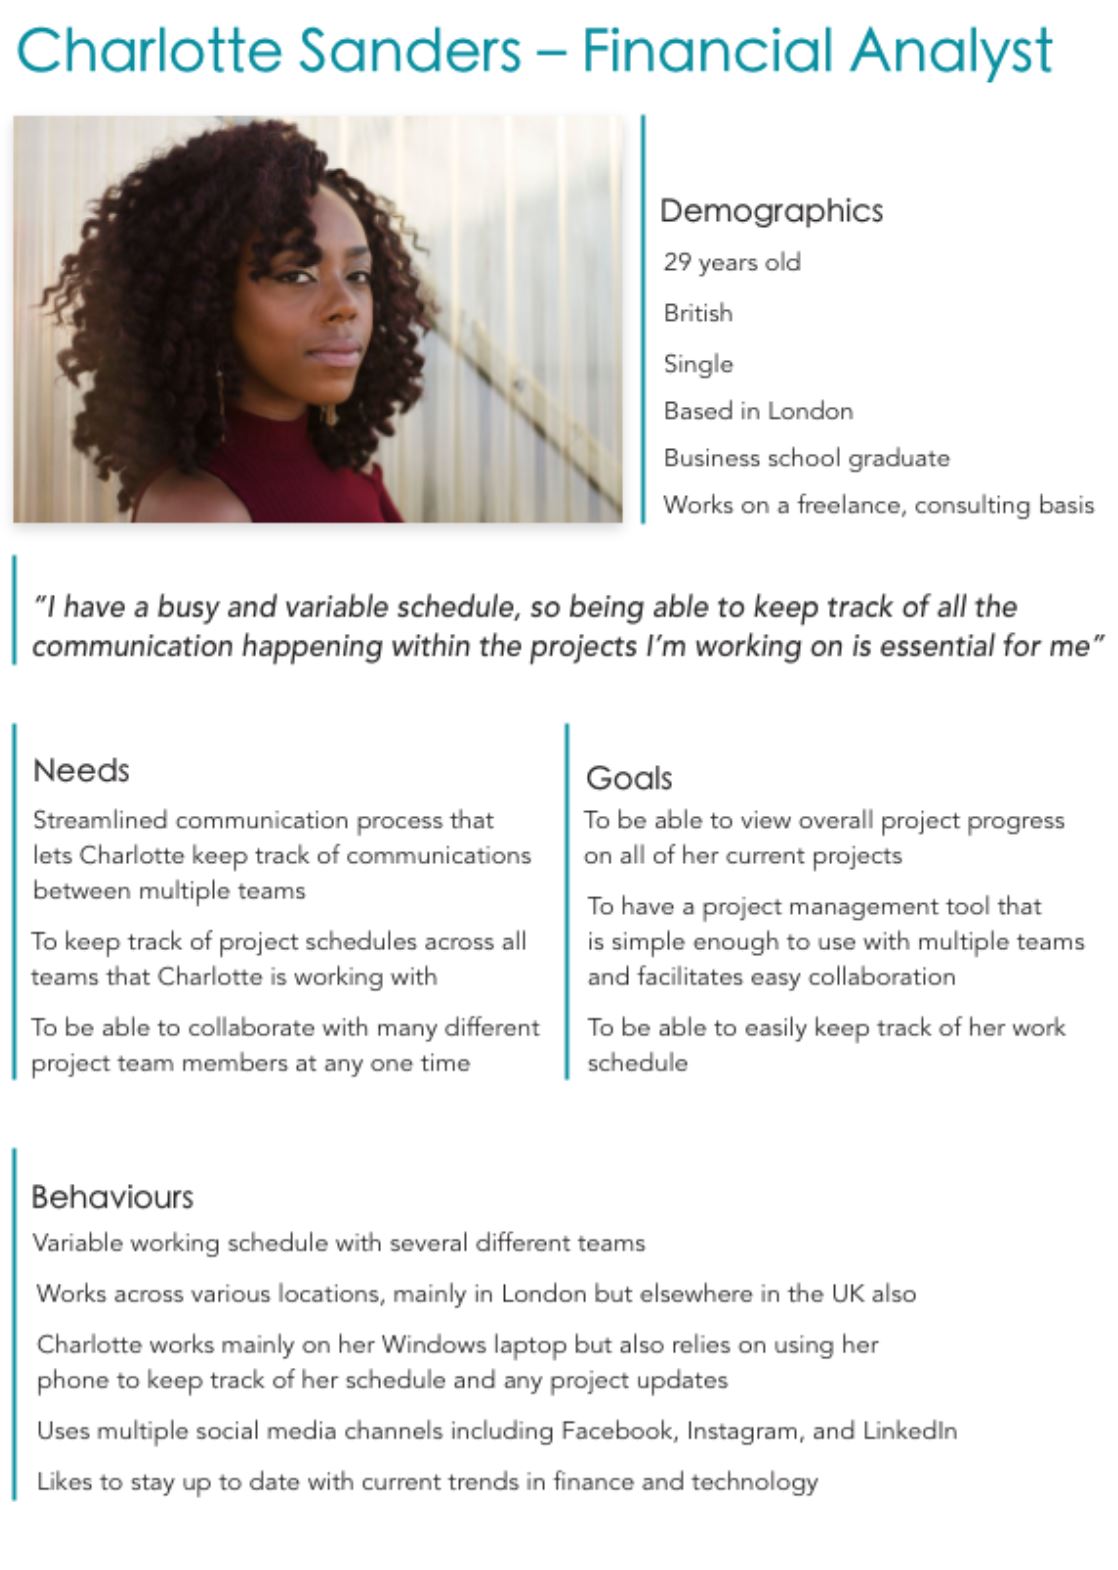 Charlotte Sanders – Financial Analyst
Demographics
29 years old
British
Single
Based in London
Business school graduate
Works on a freelance, consulting basis
"I have a busy and variable schedule, so being able to keep track of all the
communication happening within the projects I'm working on is essential for me"
Needs
Streamlined communication process that
lets Charlotte keep track of communications
between multiple teams
To keep track of project schedules across all
teams that Charlotte is working with
To be able to collaborate with many different
project team members at any one time
Goals
To be able to view overall project progress
on all of her current projects
To have a project management tool that
is simple enough to use with multiple teams
and facilitates easy collaboration
To be able to easily keep track of her work
schedule
Behaviours
Variable working schedule with several different teams
Works across various locations, mainly in London but elsewhere in the UK also
Charlotte works mainly on her Windows laptop but also relies on using her
phone to keep track of her schedule and any project updates
Uses multiple social media channels including Facebook, Instagram, and LinkedIn
Likes to stay up to date with current trends in finance and technology